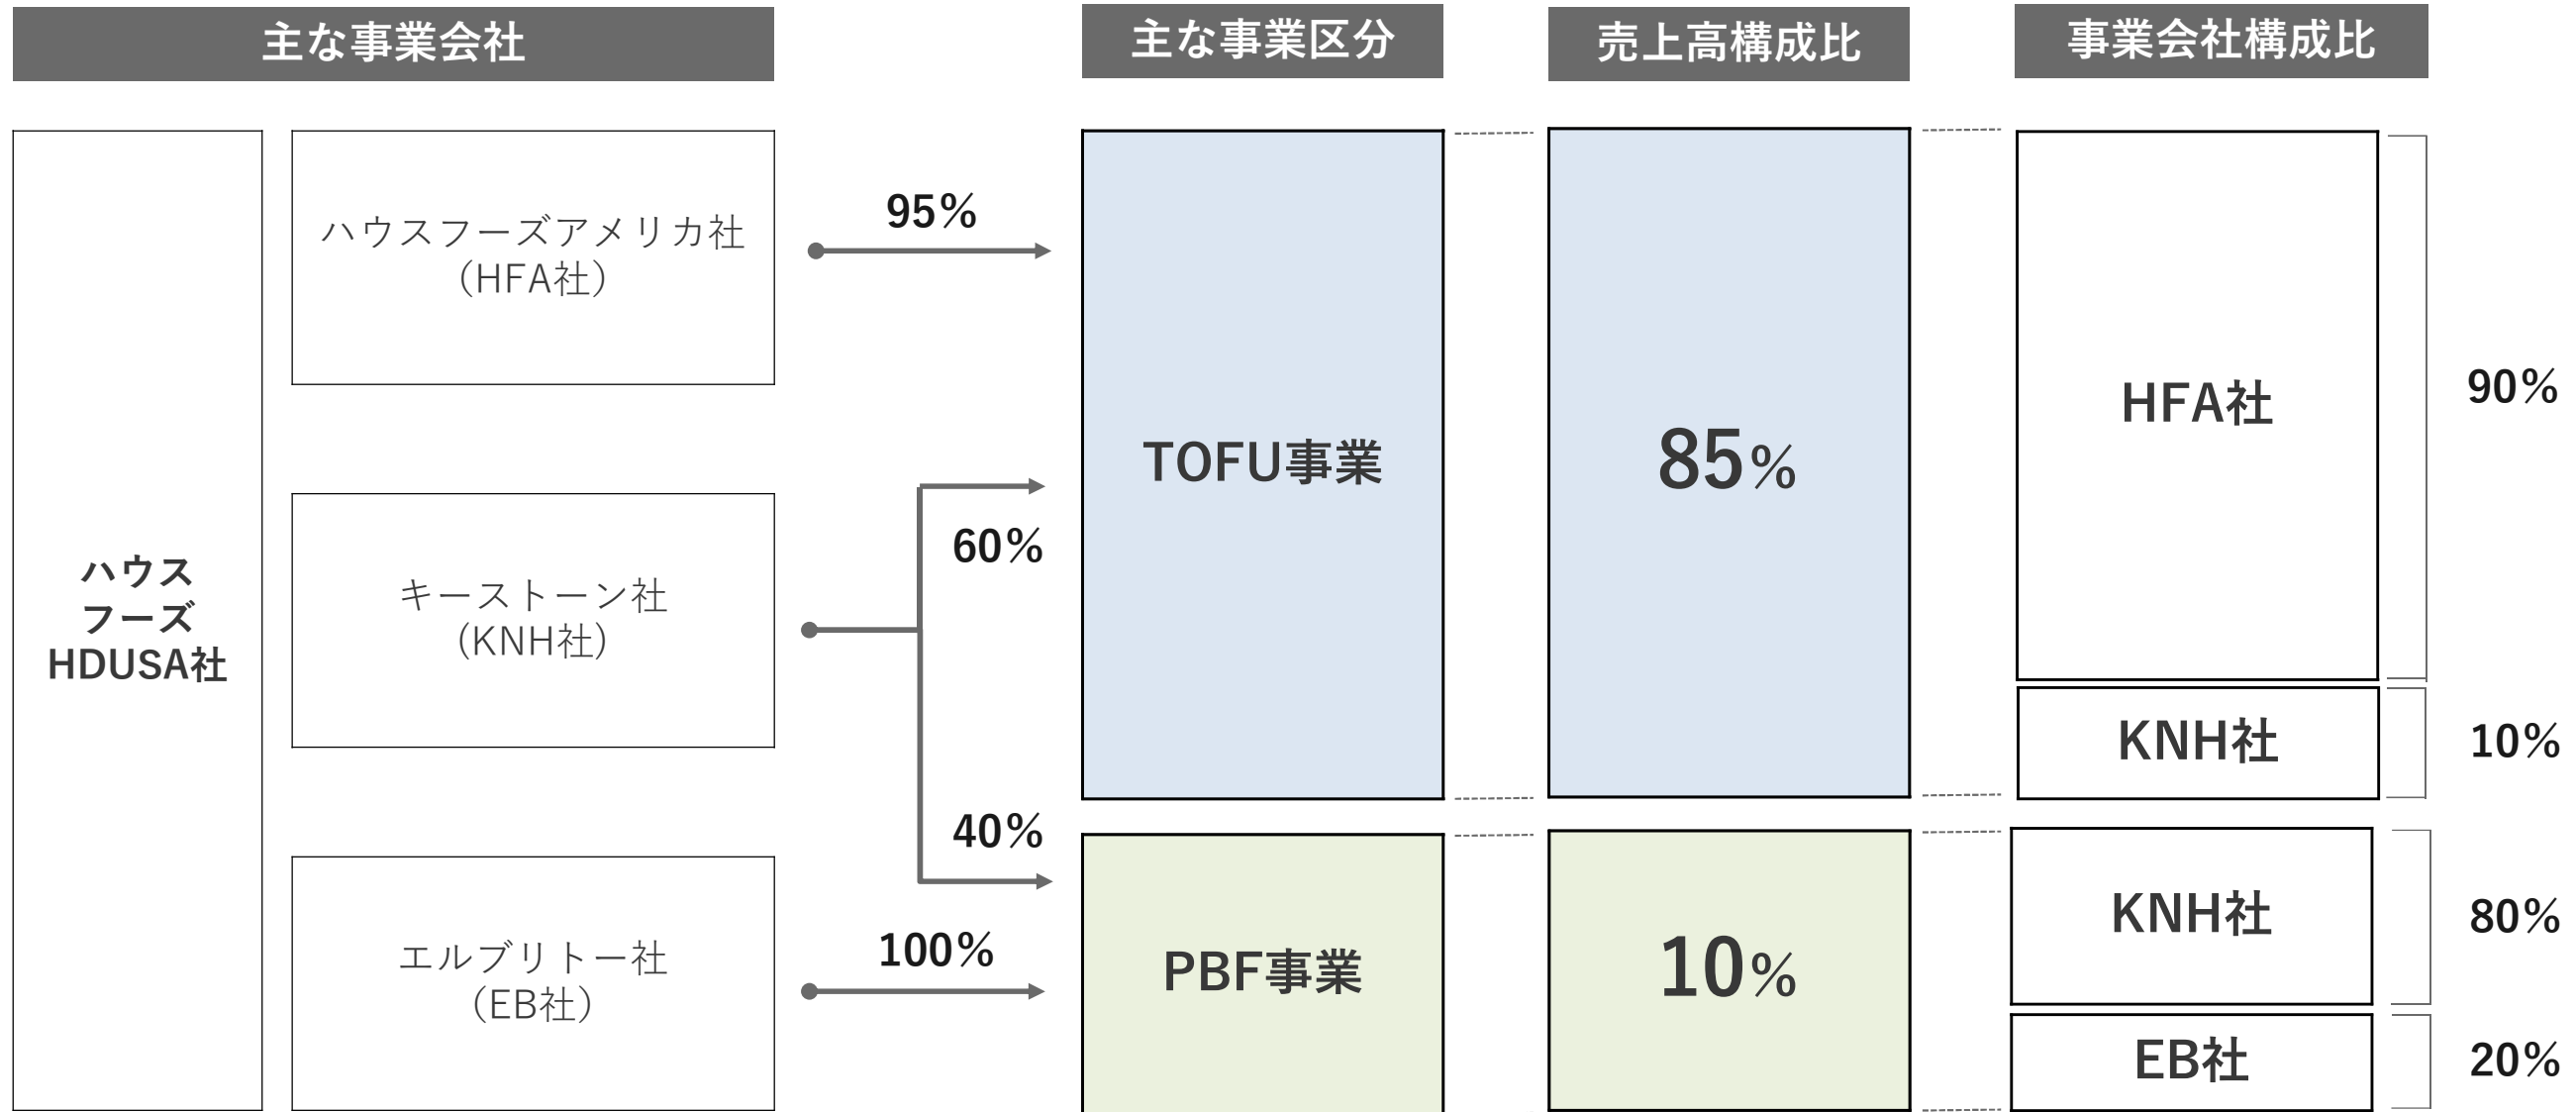 主な事業会社
主な事業区分
売上高構成比
事業会社構成比
ハウス
フーズ
HDUSA社
ハウスフーズアメリカ社
（HFA社）
95%
キーストーン社
（KNH社）
60%
40%
エルブリトー社
（EB社）
100%
TOFU事業
85%
HFA社
90%
KNH社
10%
PBF事業
10%
KNH社
80%
EB社
20%